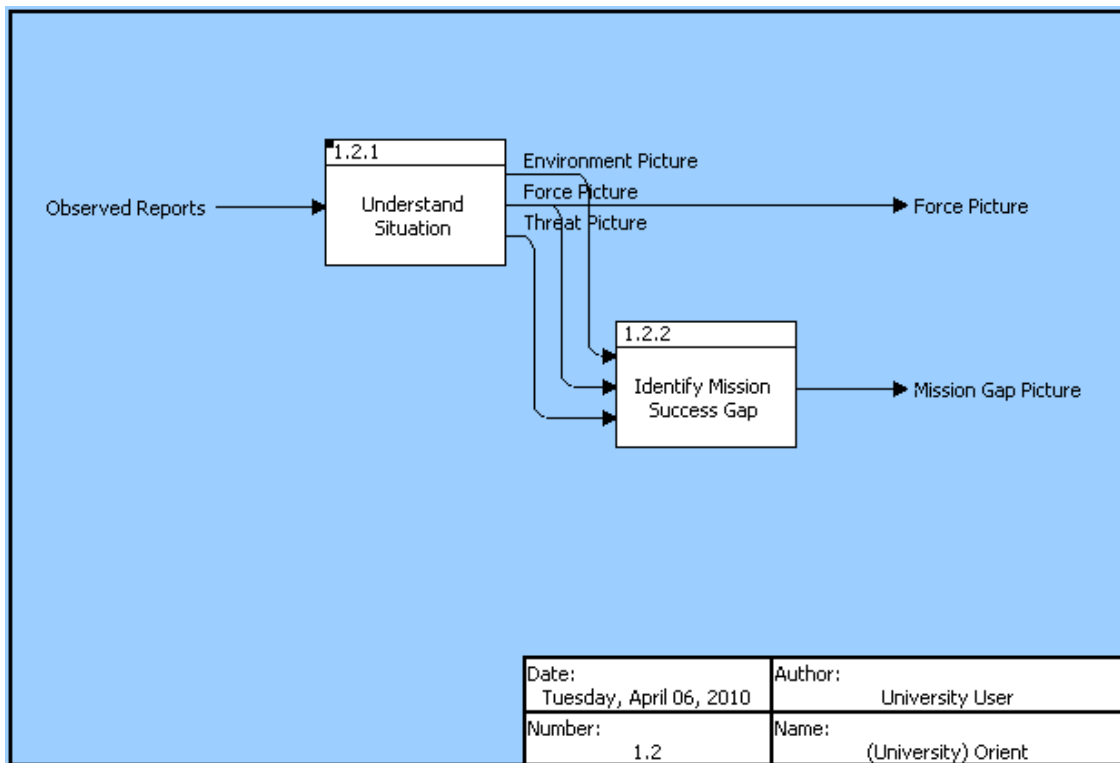 1.2.1
Environment Picture
Observed Reports
Understand
Situation
Force Picture
Force Picture
Threat Picture
1.2.2
Identify Mission
Success Gap
Mission Gap Picture
Date:
Tuesday, April 06, 2010
Author:
University User
Number:
1.2
Name:
(University) Orient